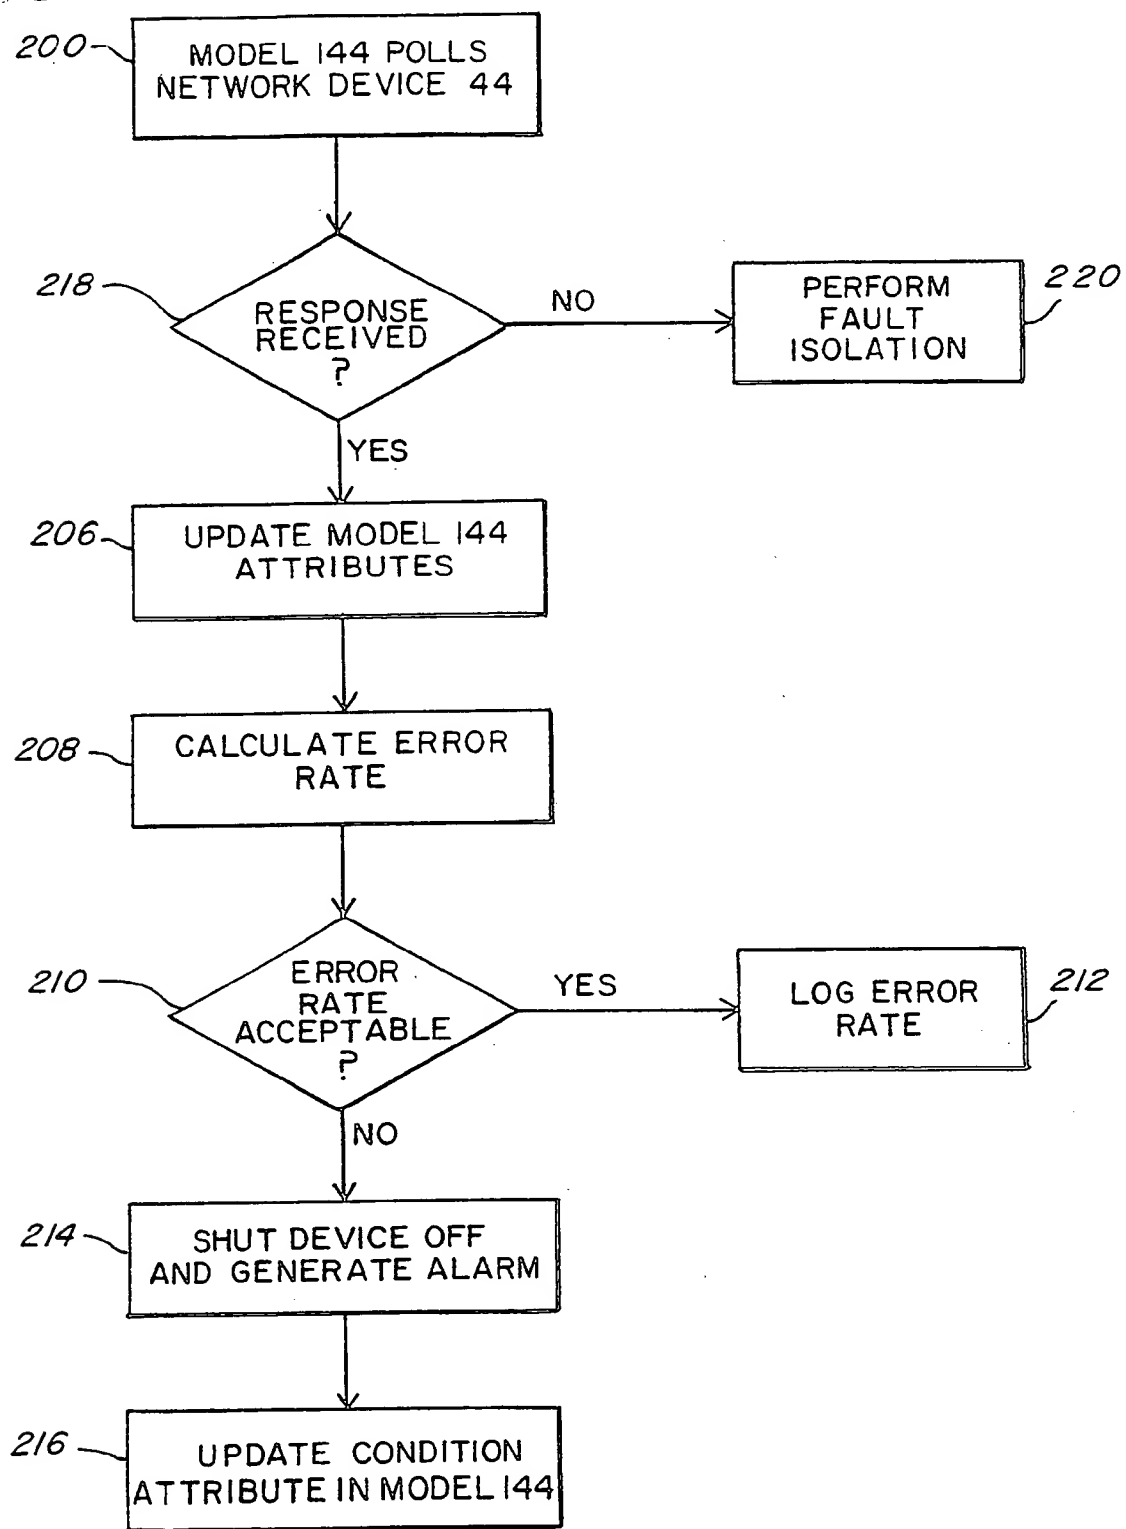 200
MODEL 144 POLLS
NETWORK DEVICE 44
218
RESPONSE
RECEIVED
?
NO
PERFORM
FAULT
ISOLATION
220
YES
206
UPDATE MODEL 144
ATTRIBUTES
208
CALCULATE ERROR
RATE
210
ERROR
RATE
ACCEPTABLE
?
YES
LOG ERROR
RATE
212
NO
214
SHUT DEVICE OFF
AND GENERATE ALARM
216
UPDATE CONDITION
ATTRIBUTE IN MODEL 144